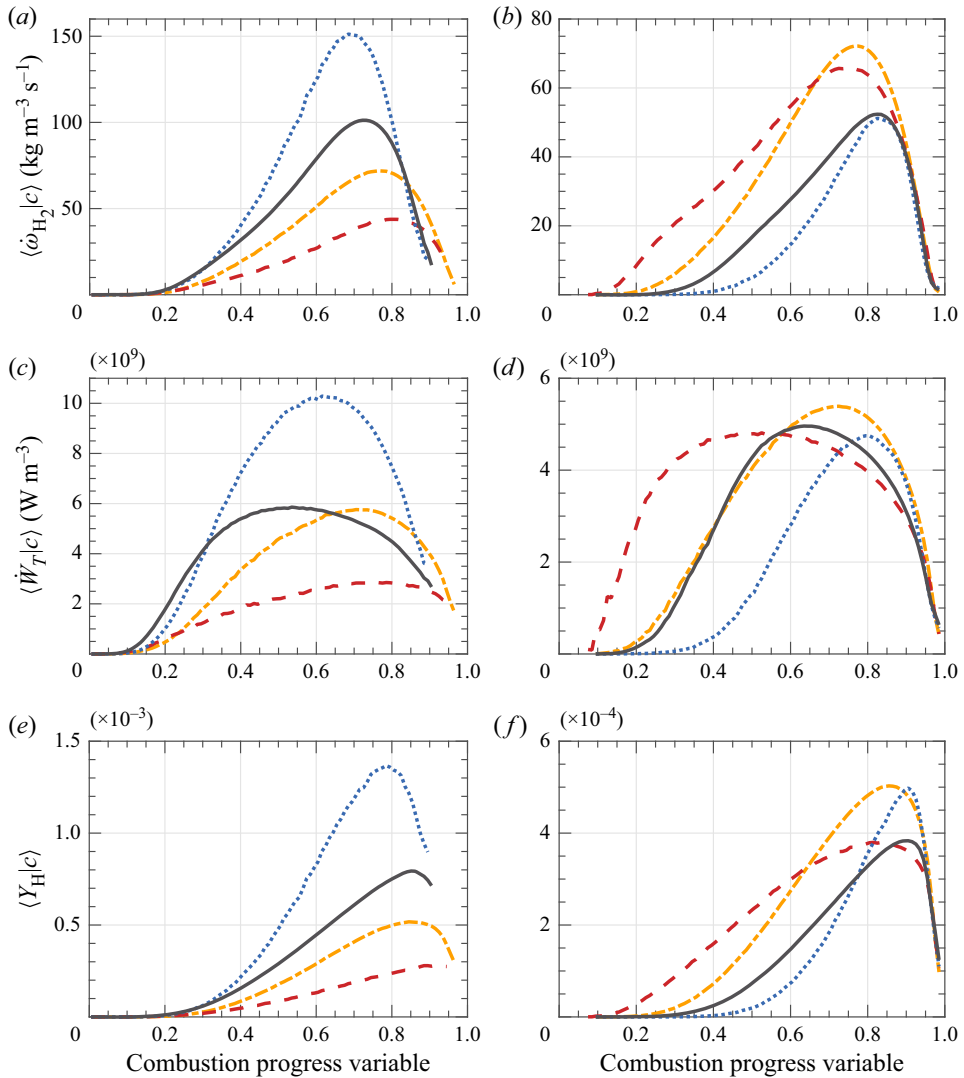 (a) (b)
150 80
100 60
50 40
20
⟨ω̇H₂|c⟩ (kg m−3 s−1)
0 0.2 0.4 0.6 0.8 1.0 0 0.2 0.4 0.6 0.8 1.0
(c) (×10⁹) (d) (×10⁹)
10 6
8 4
6 2
4
2
⟨ẆT|c⟩ (W m−3)
0 0.2 0.4 0.6 0.8 1.0 0 0.2 0.4 0.6 0.8 1.0
(e) (×10−3) (f) (×10−4)
1.5 6
1.0 4
0.5 2
⟨YH|c⟩
0 0.2 0.4 0.6 0.8 1.0 0 0.2 0.4 0.6 0.8 1.0
Combustion progress variable Combustion progress variable